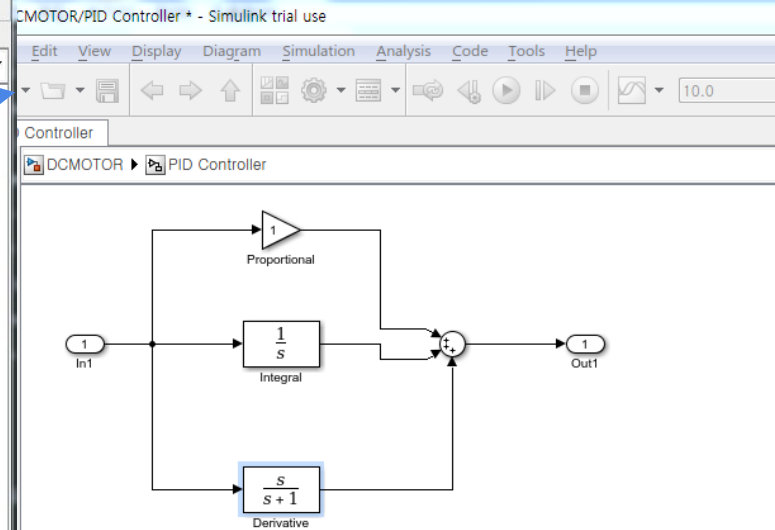 CMOTOR/PID Controller * - Simulink trial use
Edit View Display Diagram Simulation Analysis Code Tools Help
10.0
Controller
DCMOTOR PID Controller
1
Proportional
1
In1
1
s
Integral
+
+
+
1
Out1
s
s + 1
Derivative